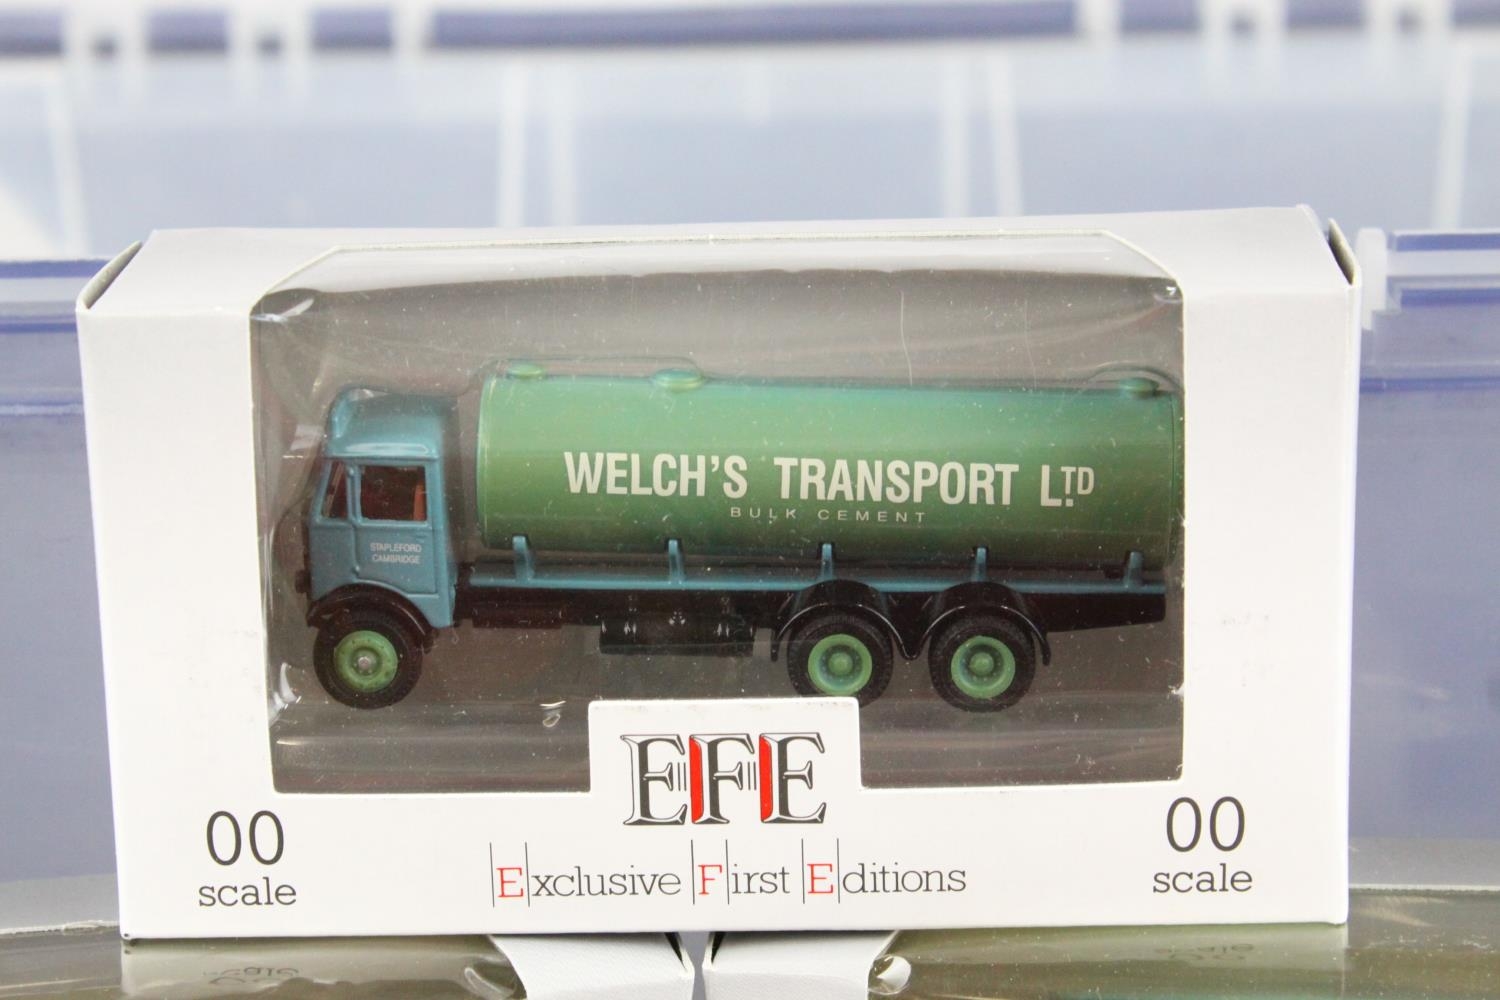 WELCH'S TRANSPORT LTD
BULK CEMENT
STAPLEFORD
CAMBRIDGE
EFE
Exclusive First Editions
00
scale
00
scale